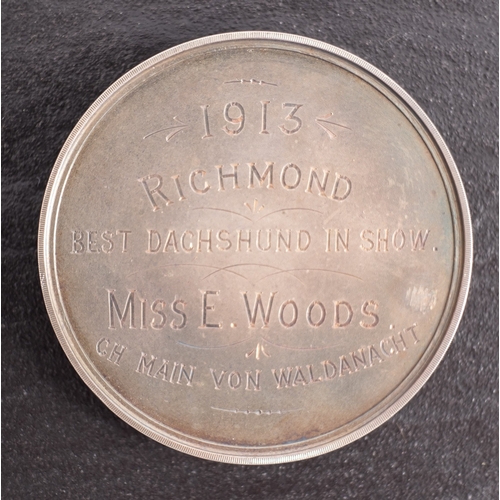 1913
RICHMOND
BEST DACHSHUND IN SHOW.
MISS E. WOODS.
CH MAIN VON WALDANACHT